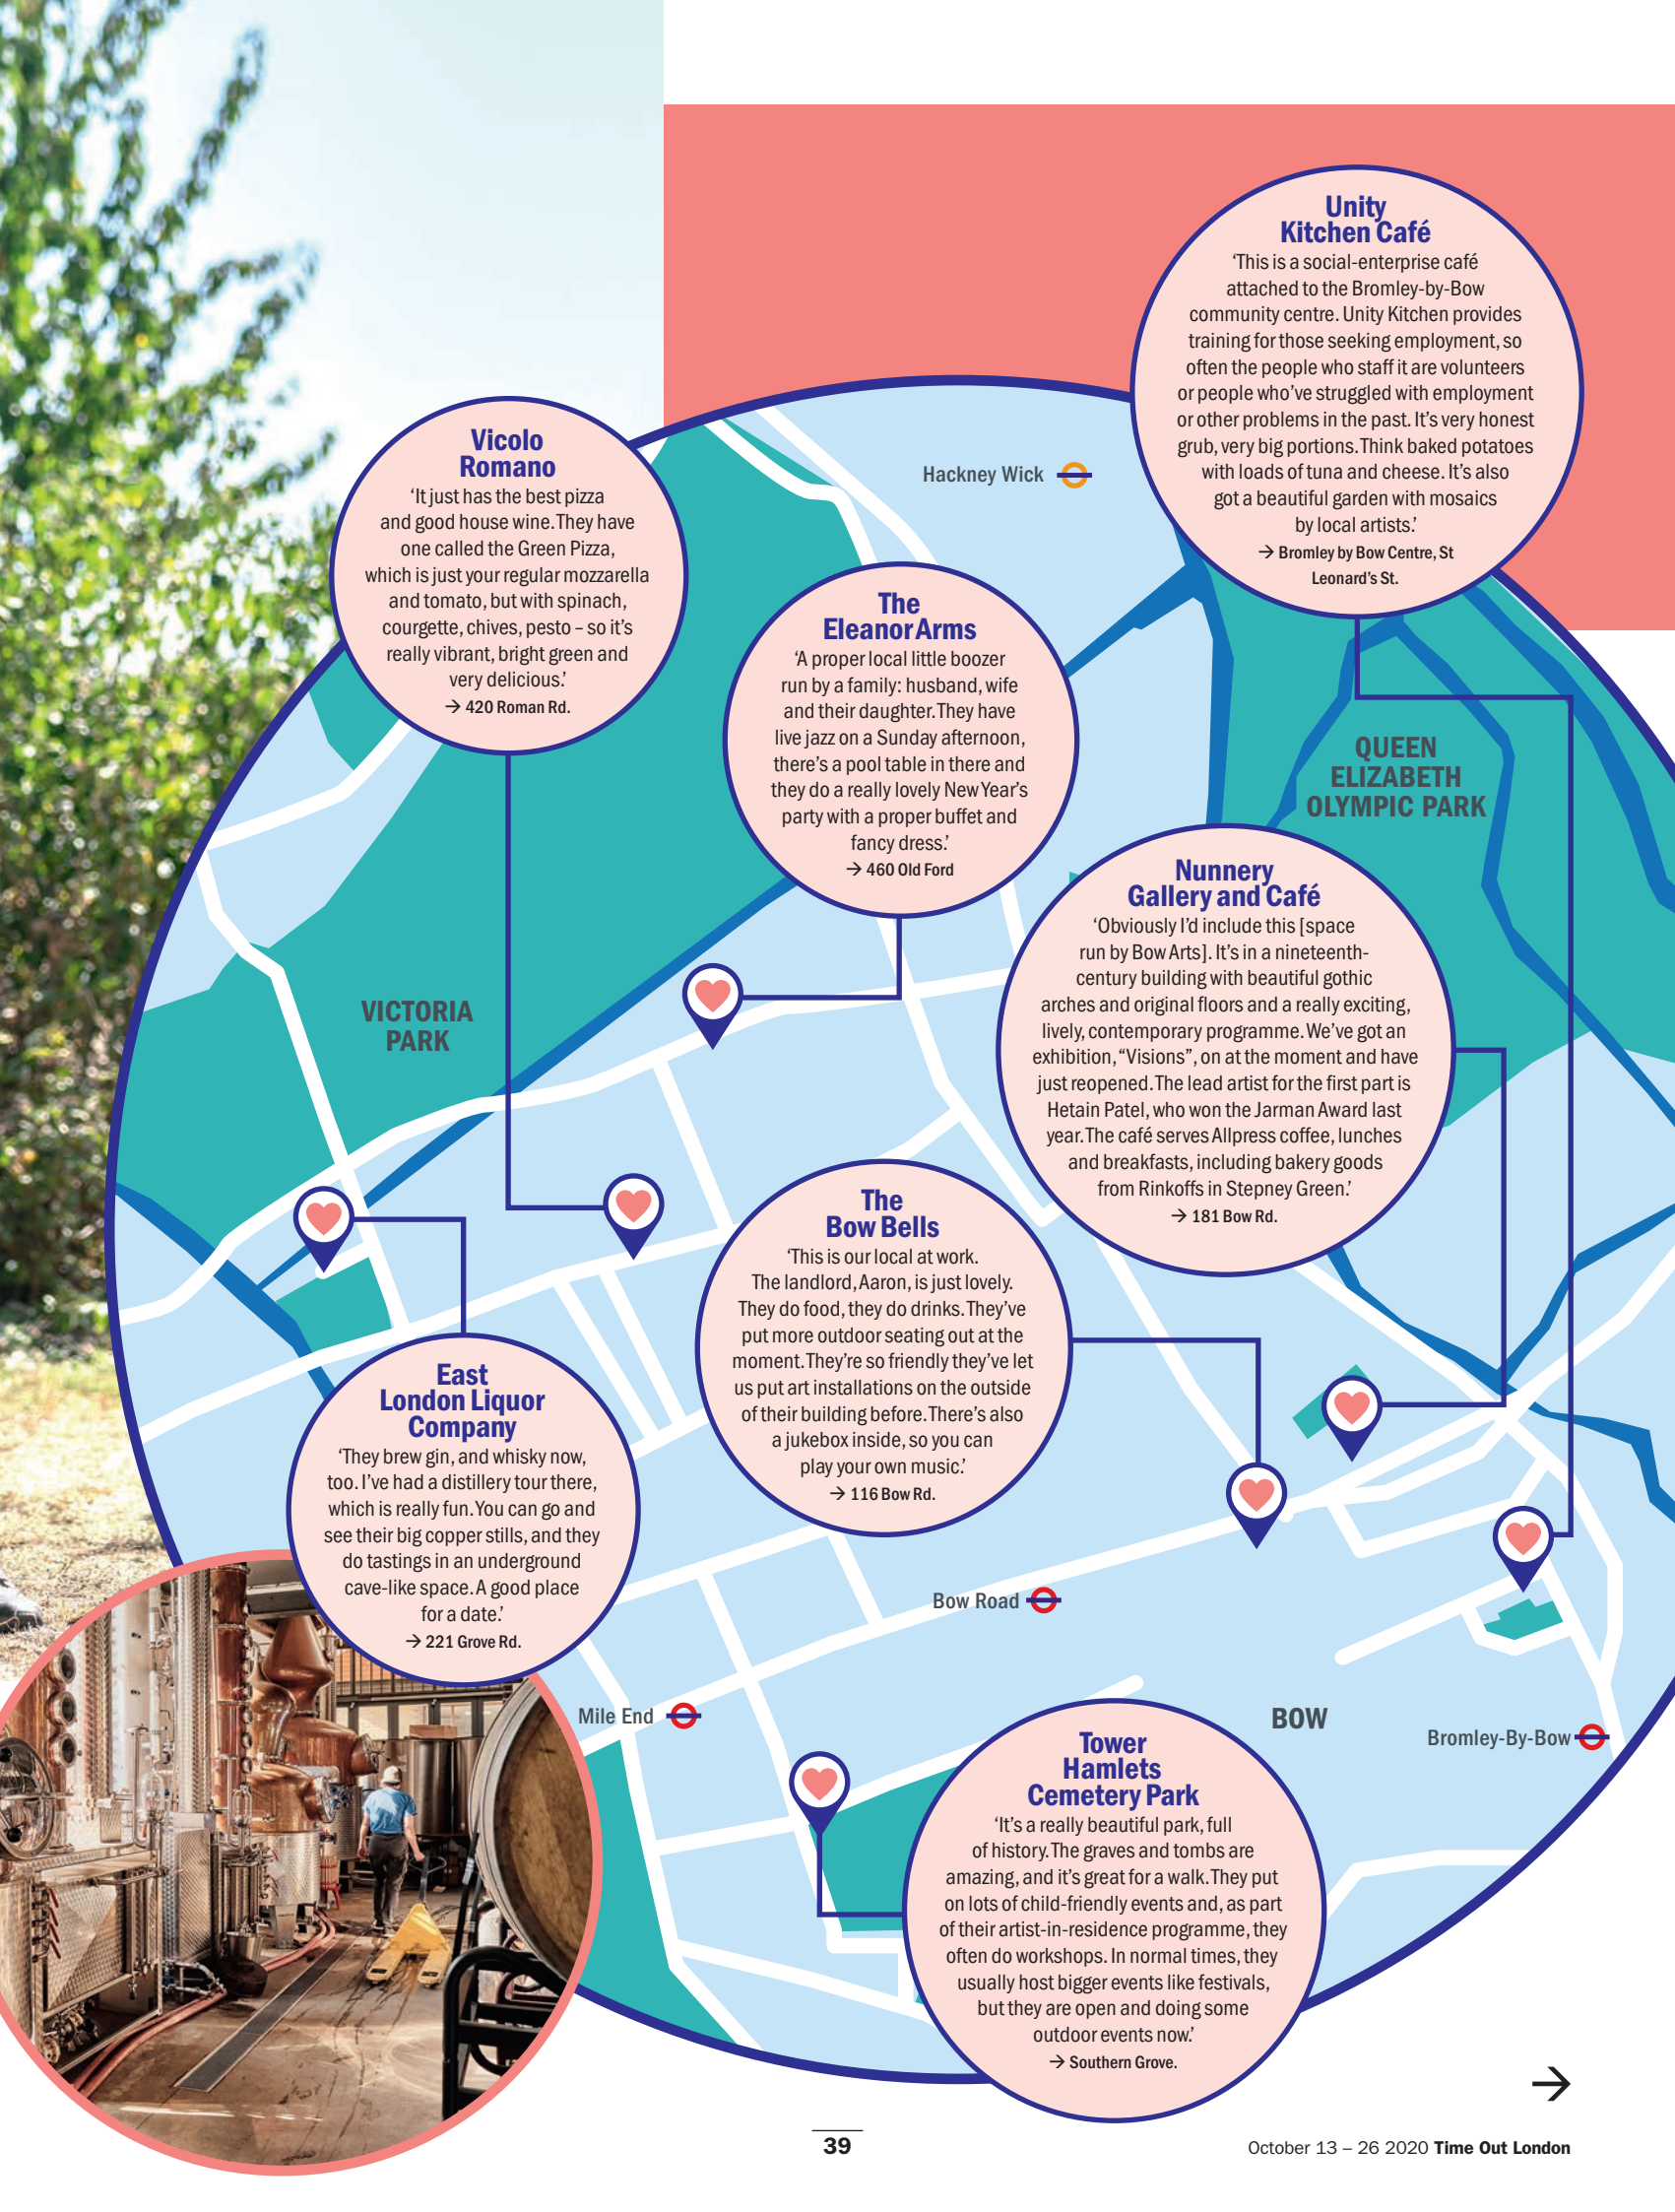 Unity
Kitchen Café
‘This is a social-enterprise café
attached to the Bromley-by-Bow
community centre. Unity Kitchen provides
training for those seeking employment, so
often the people who staff it are volunteers
or people who’ve struggled with employment
or other problems in the past. It’s very honest
grub, very big portions. Think baked potatoes
with loads of tuna and cheese. It’s also
got a beautiful garden with mosaics
by local artists.’
→ Bromley by Bow Centre, St
Leonard’s St.
Vicolo
Romano
‘It just has the best pizza
and good house wine. They have
one called the Green Pizza,
which is just your regular mozzarella
and tomato, but with spinach,
courgette, chives, pesto – so it’s
really vibrant, bright green and
very delicious.’
→ 420 Roman Rd.
Hackney Wick
The
Eleanor Arms
‘A proper local little boozer
run by a family: husband, wife
and their daughter. They have
live jazz on a Sunday afternoon,
there’s a pool table in there and
they do a really lovely New Year’s
party with a proper buffet and
fancy dress.’
→ 460 Old Ford
QUEEN
ELIZABETH
OLYMPIC PARK
Nunnery
Gallery and Café
‘Obviously I’d include this [space
run by Bow Arts]. It’s in a nineteenth-
century building with beautiful gothic
arches and original floors and a really exciting,
lively, contemporary programme. We’ve got an
exhibition, “Visions”, on at the moment and have
just reopened. The lead artist for the first part is
Hetain Patel, who won the Jarman Award last
year. The café serves Allpress coffee, lunches
and breakfasts, including bakery goods
from Rinkoffs in Stepney Green.’
→ 181 Bow Rd.
VICTORIA
PARK
The
Bow Bells
‘This is our local at work.
The landlord, Aaron, is just lovely.
They do food, they do drinks. They’ve
put more outdoor seating out at the
moment. They’re so friendly they’ve let
us put art installations on the outside
of their building before. There’s also
a jukebox inside, so you can
play your own music.’
→ 116 Bow Rd.
East
London Liquor
Company
‘They brew gin, and whisky now,
too. I’ve had a distillery tour there,
which is really fun. You can go and
see their big copper stills, and they
do tastings in an underground
cave-like space. A good place
for a date.’
→ 221 Grove Rd.
Bow Road
Mile End
BOW
Bromley-By-Bow
Tower
Hamlets
Cemetery Park
‘It’s a really beautiful park, full
of history. The graves and tombs are
amazing, and it’s great for a walk. They put
on lots of child-friendly events and, as part
of their artist-in-residence programme, they
often do workshops. In normal times, they
usually host bigger events like festivals,
but they are open and doing some
outdoor events now.’
→ Southern Grove.
→
39
October 13 – 26 2020 Time Out London